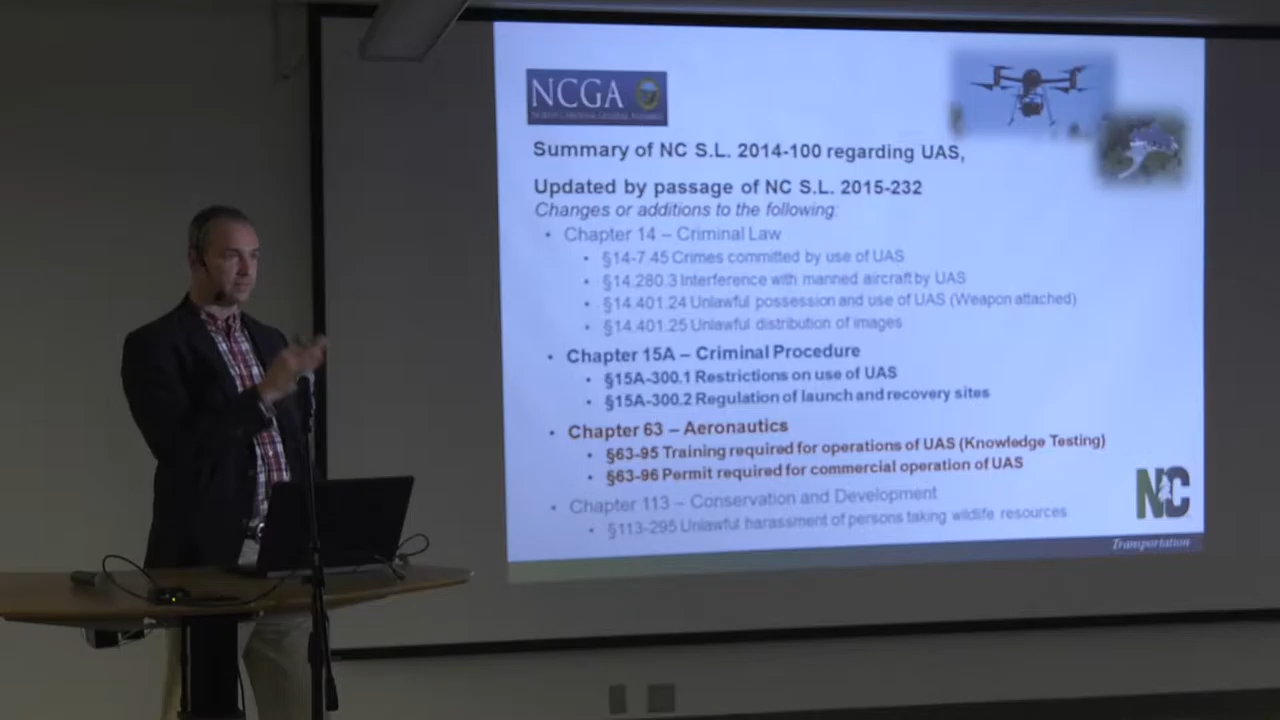 NCGA
Summary of NC S.L. 2014-100 regarding UAS,
Updated by passage of NC S.L. 2015-232
Changes or additions to the following:
• Chapter 14 – Criminal Law
• §14-7.45 Crimes committed by use of UAS
• §14.280.3 Interference with manned aircraft by UAS
• §14.401.24 Unlawful possession and use of UAS (Weapon attached)
• §14.401.25 Unlawful distribution of images
• Chapter 15A – Criminal Procedure
• §15A-300.1 Restrictions on use of UAS
• §15A-300.2 Regulation of launch and recovery sites
• Chapter 63 – Aeronautics
• §63-95 Training required for operations of UAS (Knowledge Testing)
• §63-96 Permit required for commercial operation of UAS
• Chapter 113 – Conservation and Development
• §113-295 Unlawful harassment of persons taking wildlife resources
NC
Transportation